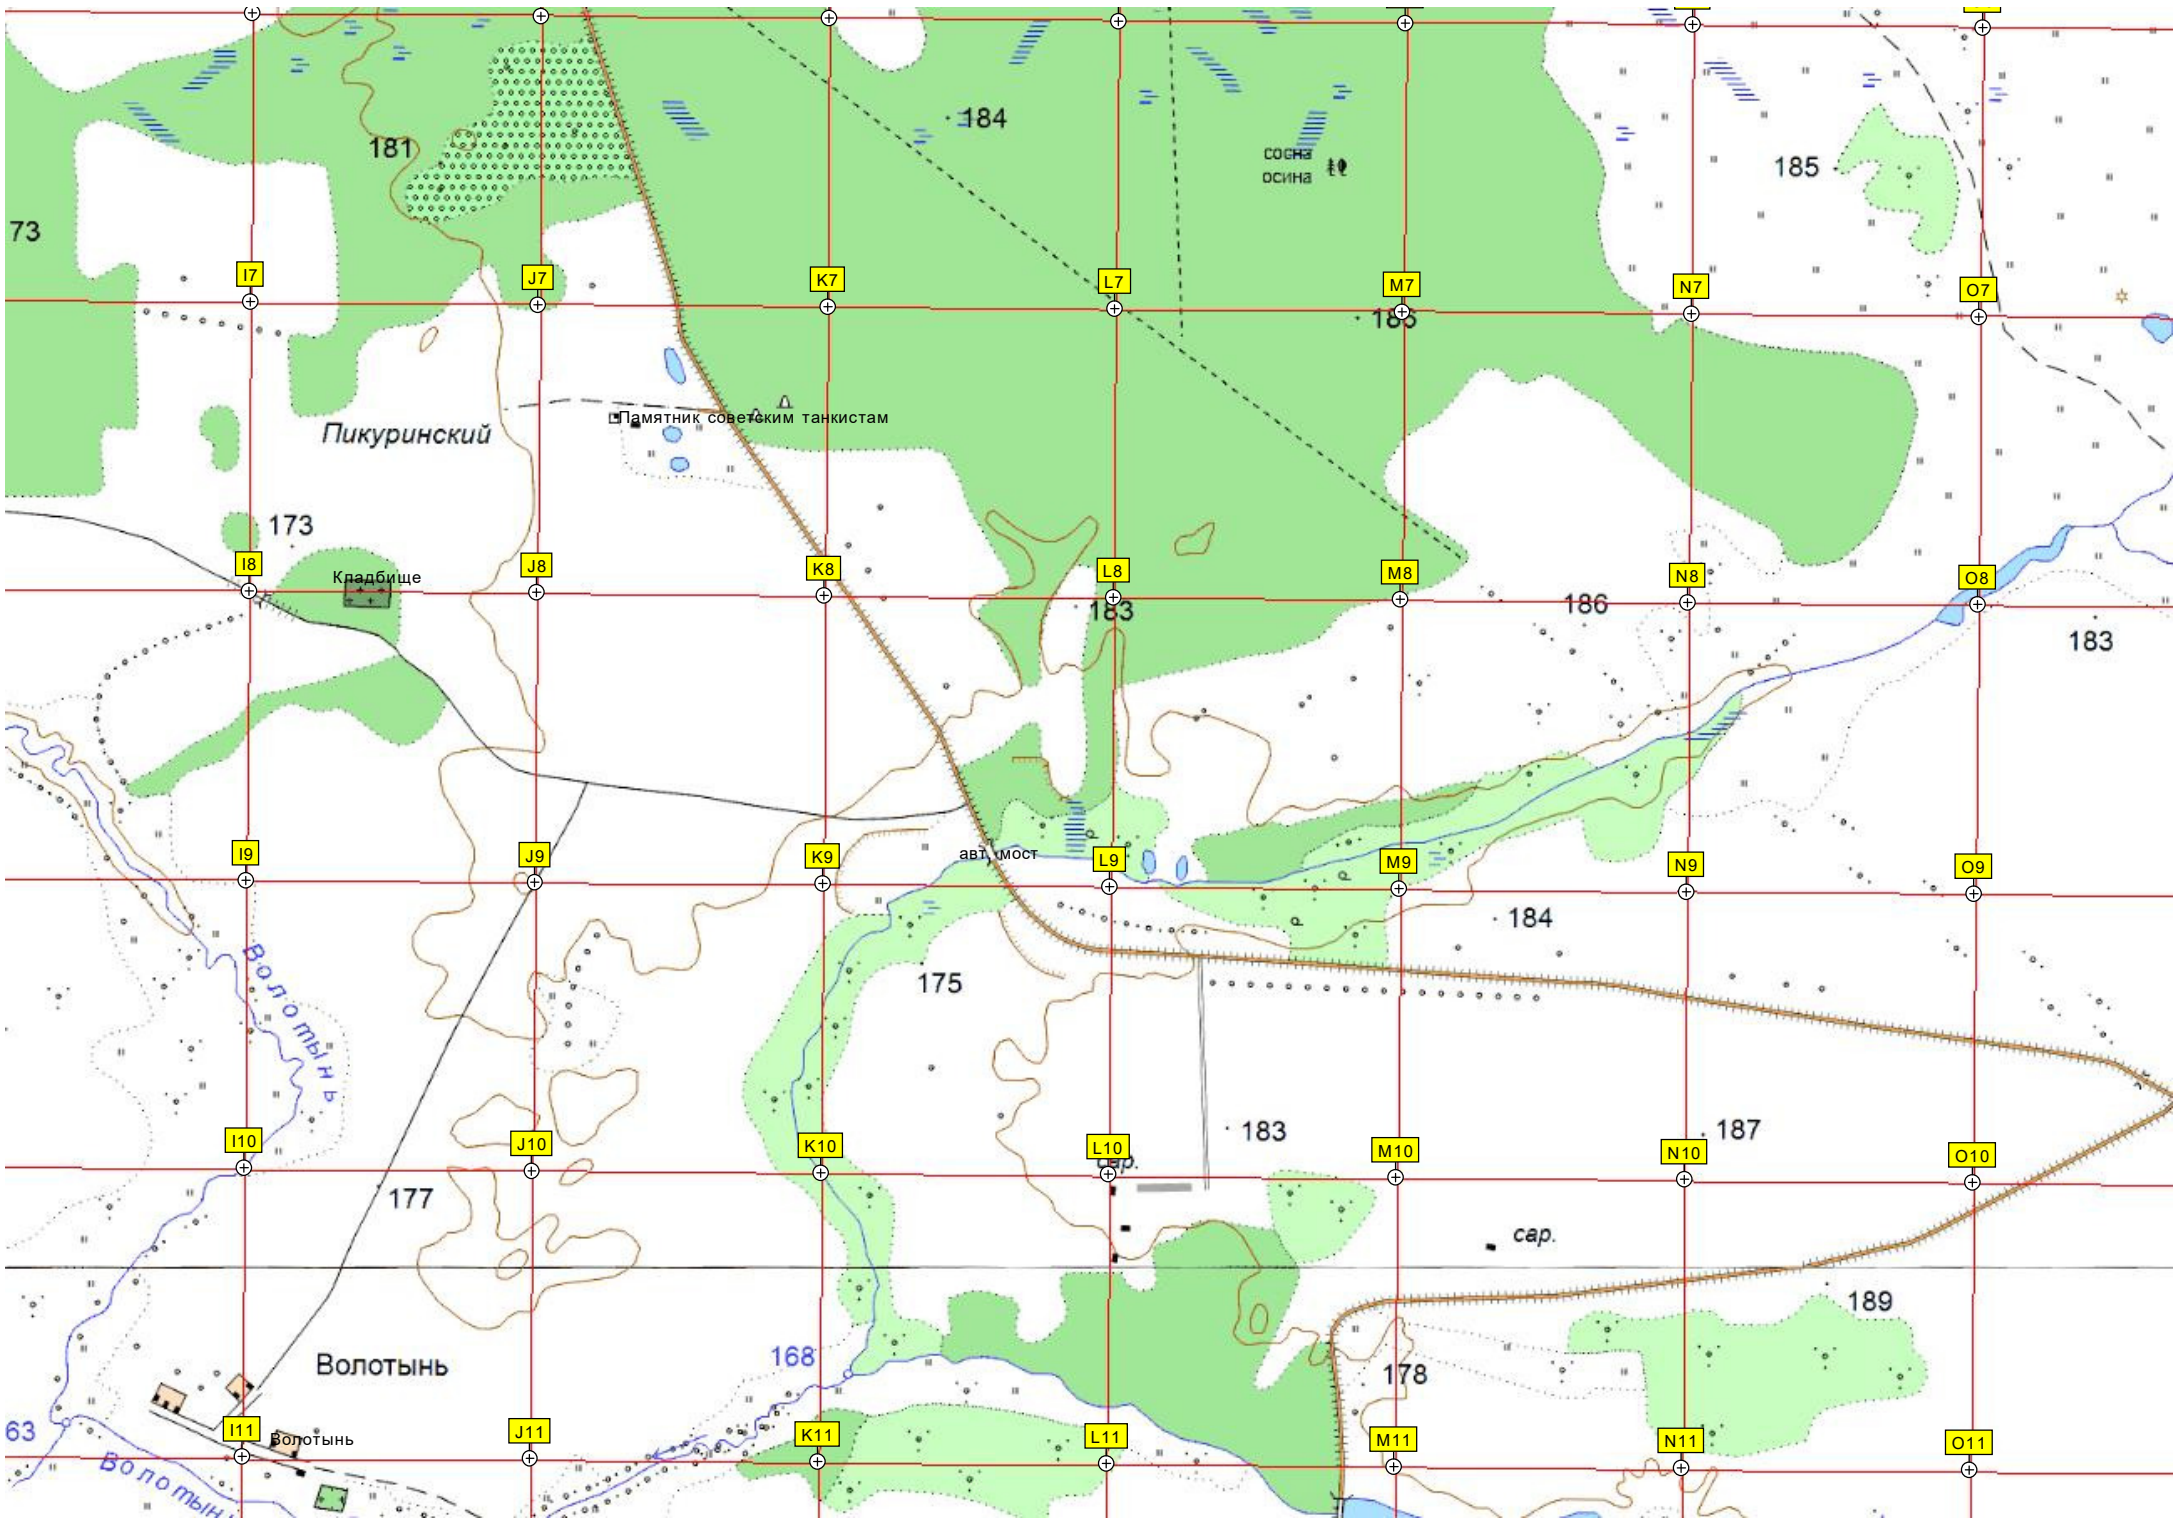 184
181
сосна
осина
185
73
I7
J7
K7
L7
M7
N7
O7
185
Памятник советским танкистам
Пикуринский
173
I8
Кладбище
J8
K8
L8
M8
N8
O8
183
186
183
I9
J9
K9
авт. мост
L9
M9
N9
O9
р
р
р
184
Волотынь
175
I10
J10
K10
L10
M10
N10
O10
183
187
сар.
177
сар.
189
Волотынь
168
178
63
I11
Волотынь
J11
K11
L11
M11
N11
O11